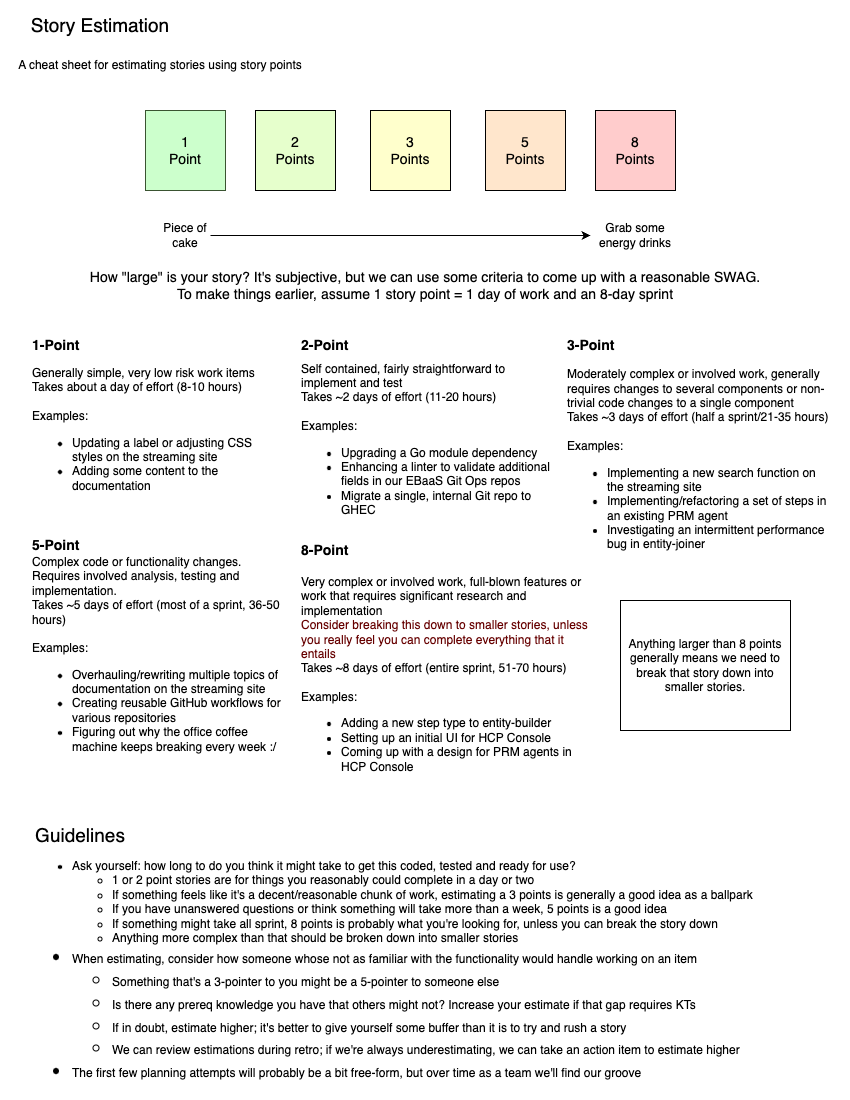 Story Estimation
A cheat sheet for estimating stories using story points
1
Point
2
Points
3
Points
5
Points
8
Points
Piece of
cake
Grab some
energy drinks
How "large" is your story? It's subjective, but we can use some criteria to come up with a reasonable SWAG.
To make things earlier, assume 1 story point = 1 day of work and an 8-day sprint
1-Point
Generally simple, very low risk work items
Takes about a day of effort (8-10 hours)
Examples:
• Updating a label or adjusting CSS
styles on the streaming site
• Adding some content to the
documentation
2-Point
Self contained, fairly straightforward to
implement and test
Takes ~2 days of effort (11-20 hours)
Examples:
• Upgrading a Go module dependency
• Enhancing a linter to validate additional
fields in our EBaaS Git Ops repos
• Migrate a single, internal Git repo to
GHEC
3-Point
Moderately complex or involved work, generally
requires changes to several components or non-
trivial code changes to a single component
Takes ~3 days of effort (half a sprint/21-35 hours)
Examples:
• Implementing a new search function on
the streaming site
• Implementing/refactoring a set of steps in
an existing PRM agent
• Investigating an intermittent performance
bug in entity-joiner
5-Point
Complex code or functionality changes.
Requires involved analysis, testing and
implementation.
Takes ~5 days of effort (most of a sprint, 36-50
hours)
Examples:
• Overhauling/rewriting multiple topics of
documentation on the streaming site
• Creating reusable GitHub workflows for
various repositories
• Figuring out why the office coffee
machine keeps breaking every week :/
8-Point
Very complex or involved work, full-blown features or
work that requires significant research and
implementation
Consider breaking this down to smaller stories, unless
you really feel you can complete everything that it
entails
Takes ~8 days of effort (entire sprint, 51-70 hours)
Examples:
• Adding a new step type to entity-builder
• Setting up an initial UI for HCP Console
• Coming up with a design for PRM agents in
HCP Console
Anything larger than 8 points
generally means we need to
break that story down into
smaller stories.
Guidelines
• Ask yourself: how long to do you think it might take to get this coded, tested and ready for use?
◦ 1 or 2 point stories are for things you reasonably could complete in a day or two
◦ If something feels like it's a decent/reasonable chunk of work, estimating a 3 points is generally a good idea as a ballpark
◦ If you have unanswered questions or think something will take more than a week, 5 points is a good idea
◦ If something might take all sprint, 8 points is probably what you're looking for, unless you can break the story down
◦ Anything more complex than that should be broken down into smaller stories
• When estimating, consider how someone whose not as familiar with the functionality would handle working on an item
◦ Something that's a 3-pointer to you might be a 5-pointer to someone else
◦ Is there any prereq knowledge you have that others might not? Increase your estimate if that gap requires KTs
◦ If in doubt, estimate higher; it's better to give yourself some buffer than it is to try and rush a story
◦ We can review estimations during retro; if we're always underestimating, we can take an action item to estimate higher
• The first few planning attempts will probably be a bit free-form, but over time as a team we'll find our groove